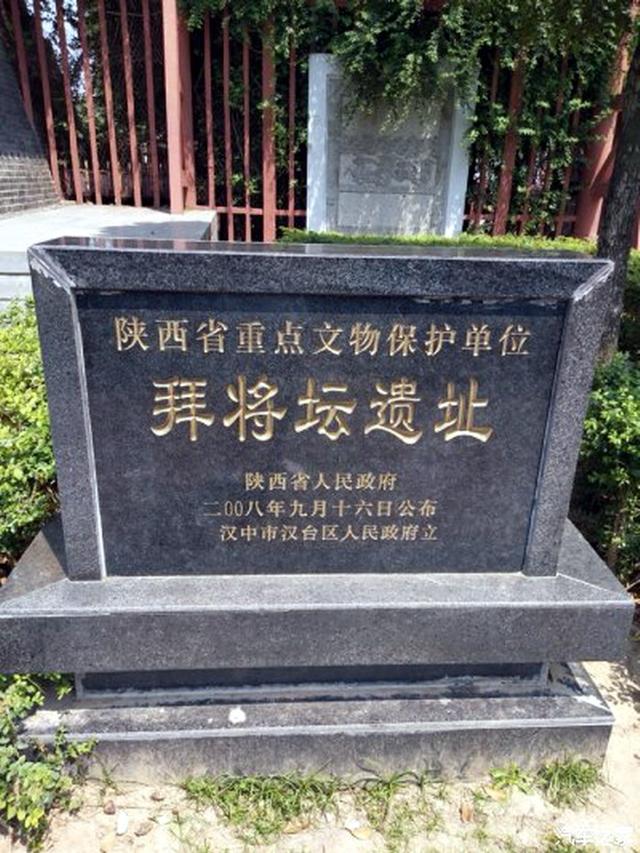 陕西省重点文物保护单位
拜将坛遗址
陕西省人民政府
二00八年九月十六日公布
汉中市汉台区人民政府立